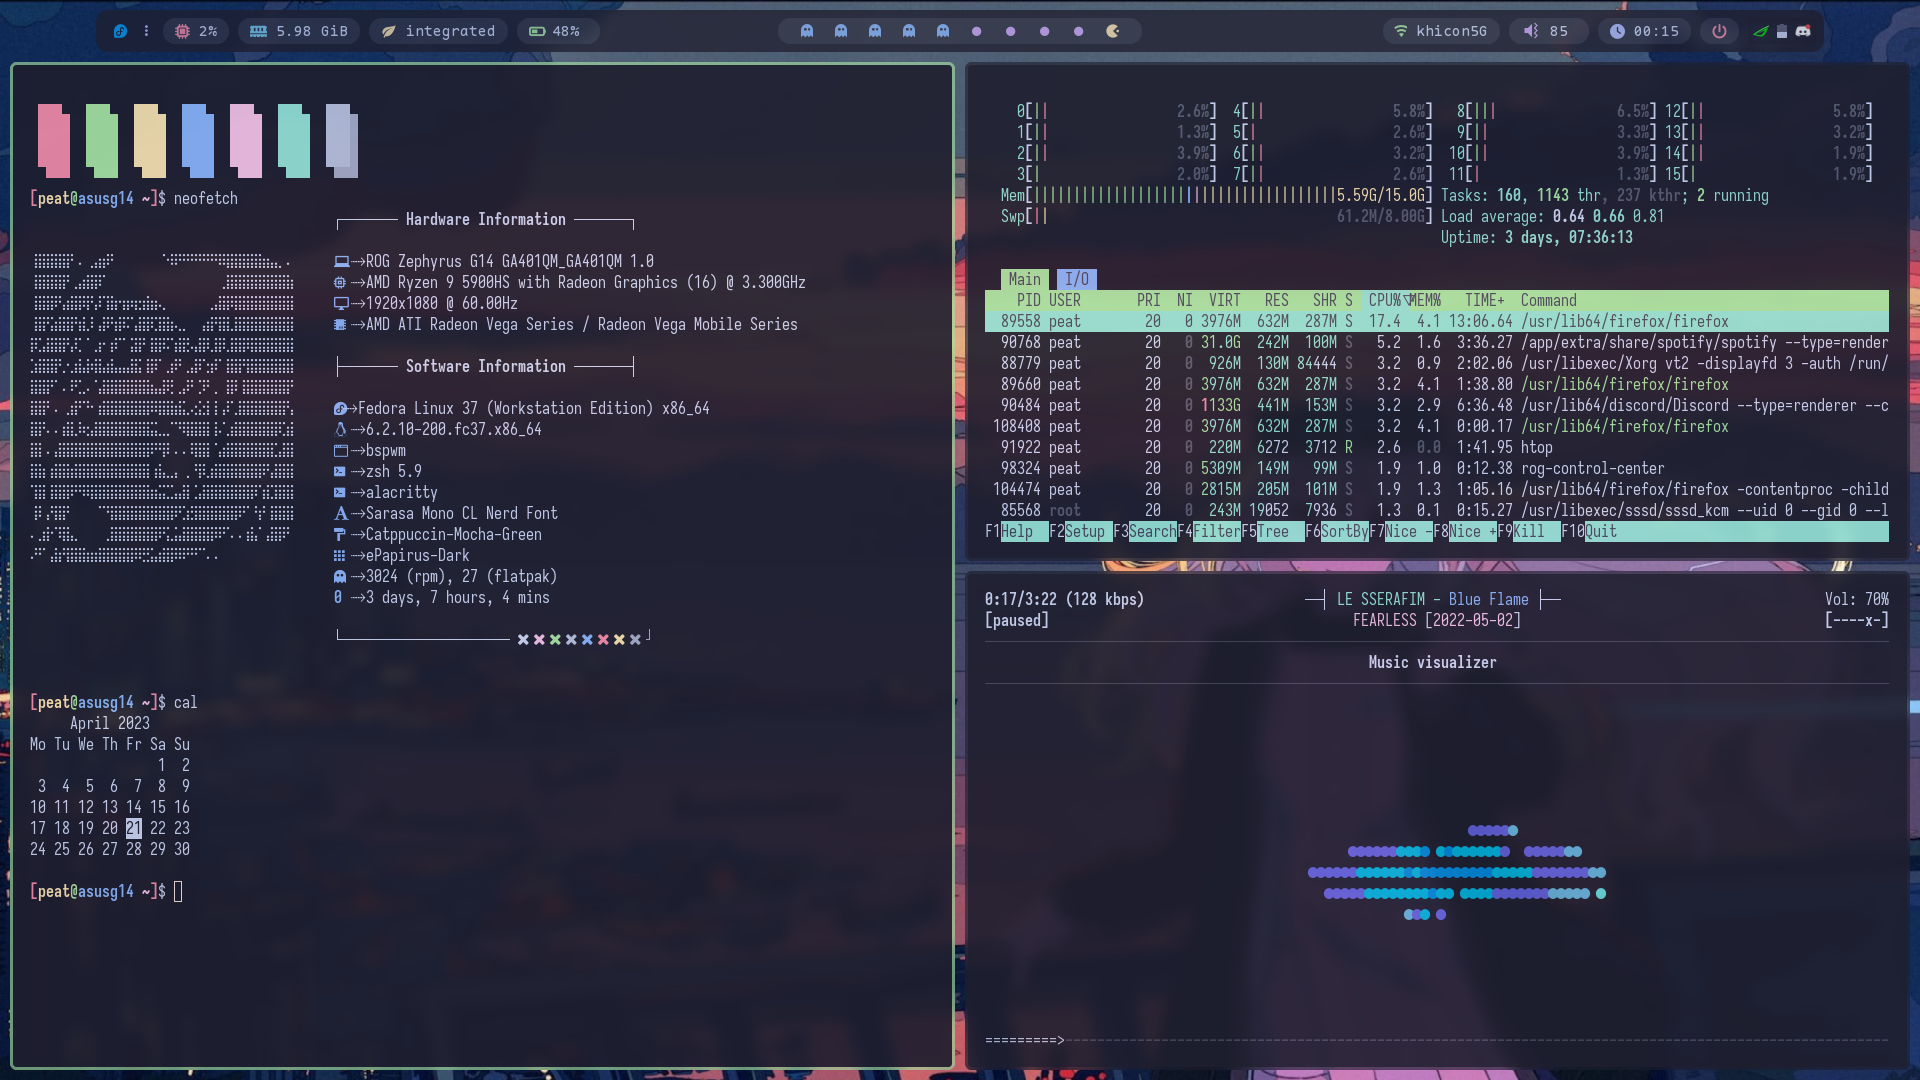 2%
5.98 GiB
integrated
48%
khicon5G
85
00:15
[peat@asusg14 ~]$ neofetch
Hardware Information
ROG Zephyrus G14 GA401QM_GA401QM 1.0
AMD Ryzen 9 5900HS with Radeon Graphics (16) @ 3.300GHz
1920x1080 @ 60.00Hz
AMD ATI Radeon Vega Series / Radeon Vega Mobile Series
Software Information
Fedora Linux 37 (Workstation Edition) x86_64
6.2.10-200.fc37.x86_64
bspwm
zsh 5.9
alacritty
Sarasa Mono CL Nerd Font
Catppuccin-Mocha-Green
ePapirus-Dark
3024 (rpm), 27 (flatpak)
0 3 days, 7 hours, 4 mins
[peat@asusg14 ~]$ cal
April 2023
Mo Tu We Th Fr Sa Su
1 2
3 4 5 6 7 8 9
10 11 12 13 14 15 16
17 18 19 20 21 22 23
24 25 26 27 28 29 30
[peat@asusg14 ~]$
0[|| 2.6%] 4[|| 5.8%] 8[||| 6.5%] 12[|| 5.8%]
1[|| 1.3%] 5[| 2.6%] 9[|| 3.3%] 13[|| 3.2%]
2[|| 3.9%] 6[|| 3.2%] 10[|| 3.9%] 14[|| 1.9%]
3[| 2.0%] 7[|| 2.6%] 11[| 1.3%] 15[| 1.9%]
Mem[||||||||||||||||||||||||||||||||||||||5.59G/15.0G] Tasks: 160, 1143 thr, 237 kthr; 2 running
Swp[|| 61.2M/8.00G] Load average: 0.64 0.66 0.81
Uptime: 3 days, 07:36:13
Main I/O
PID USER PRI NI VIRT RES SHR S CPU%▽MEM% TIME+ Command
89558 peat 20 0 3976M 632M 287M S 17.4 4.1 13:06.64 /usr/lib64/firefox/firefox
90768 peat 20 0 31.0G 242M 100M S 5.2 1.6 3:36.27 /app/extra/share/spotify/spotify --type=render
88779 peat 20 0 926M 130M 84444 S 3.2 0.9 2:02.06 /usr/libexec/Xorg vt2 -displayfd 3 -auth /run/
89660 peat 20 0 3976M 632M 287M S 3.2 4.1 1:38.80 /usr/lib64/firefox/firefox
90484 peat 20 0 1133G 441M 153M S 3.2 2.9 6:36.48 /usr/lib64/discord/Discord --type=renderer --c
108408 peat 20 0 3976M 632M 287M S 3.2 4.1 0:00.17 /usr/lib64/firefox/firefox
91922 peat 20 0 220M 6272 3712 R 2.6 0.0 1:41.95 htop
98324 peat 20 0 5309M 149M 99M S 1.9 1.0 0:12.38 rog-control-center
104474 peat 20 0 2815M 205M 101M S 1.9 1.3 1:05.16 /usr/lib64/firefox/firefox -contentproc -child
85568 root 20 0 243M 19052 7936 S 1.3 0.1 0:15.27 /usr/libexec/sssd/sssd_kcm --uid 0 --gid 0 --l
F1Help F2Setup F3SearchF4FilterF5Tree F6SortByF7Nice -F8Nice +F9Kill F10Quit
0:17/3:22 (128 kbps) LE SSERAFIM - Blue Flame Vol: 70%
[paused] FEARLESS [2022-05-02] [----x-]
Music visualizer
=========>